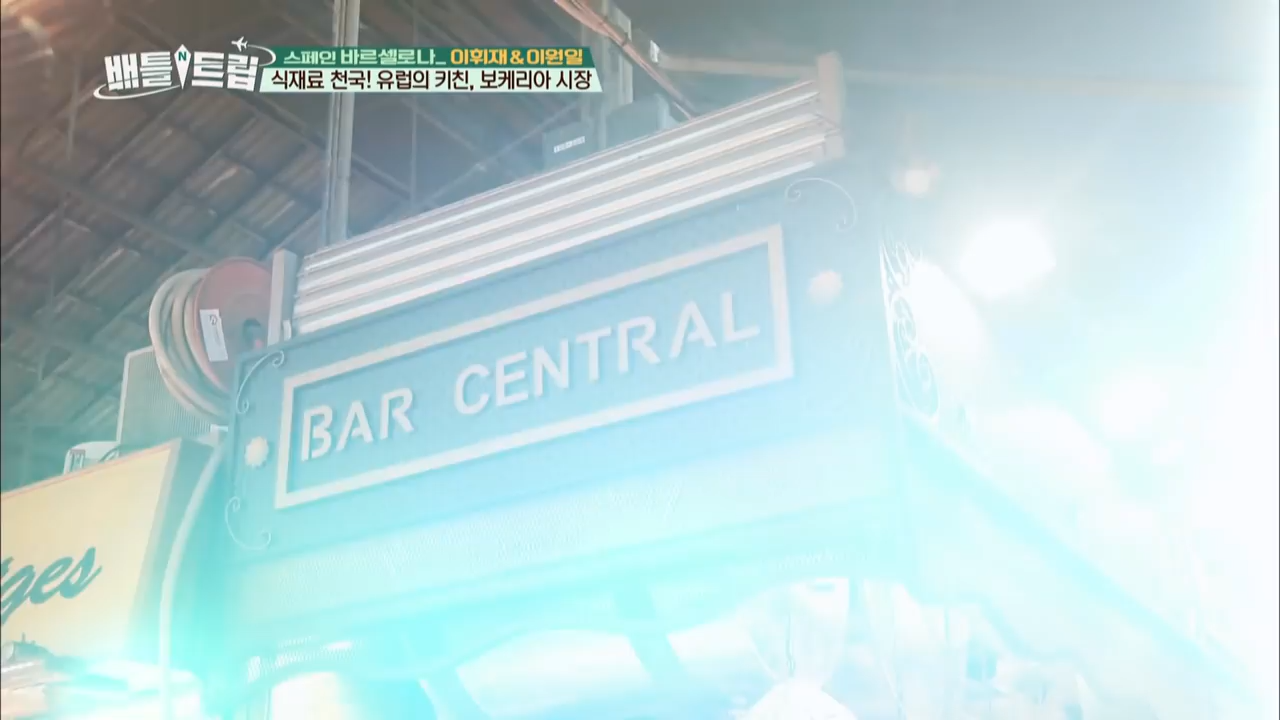 배틀트립
스페인 바르셀로나_ 이휘재&이원일
식재료 천국! 유럽의 키친, 보케리아 시장
BAR CENTRAL
ges